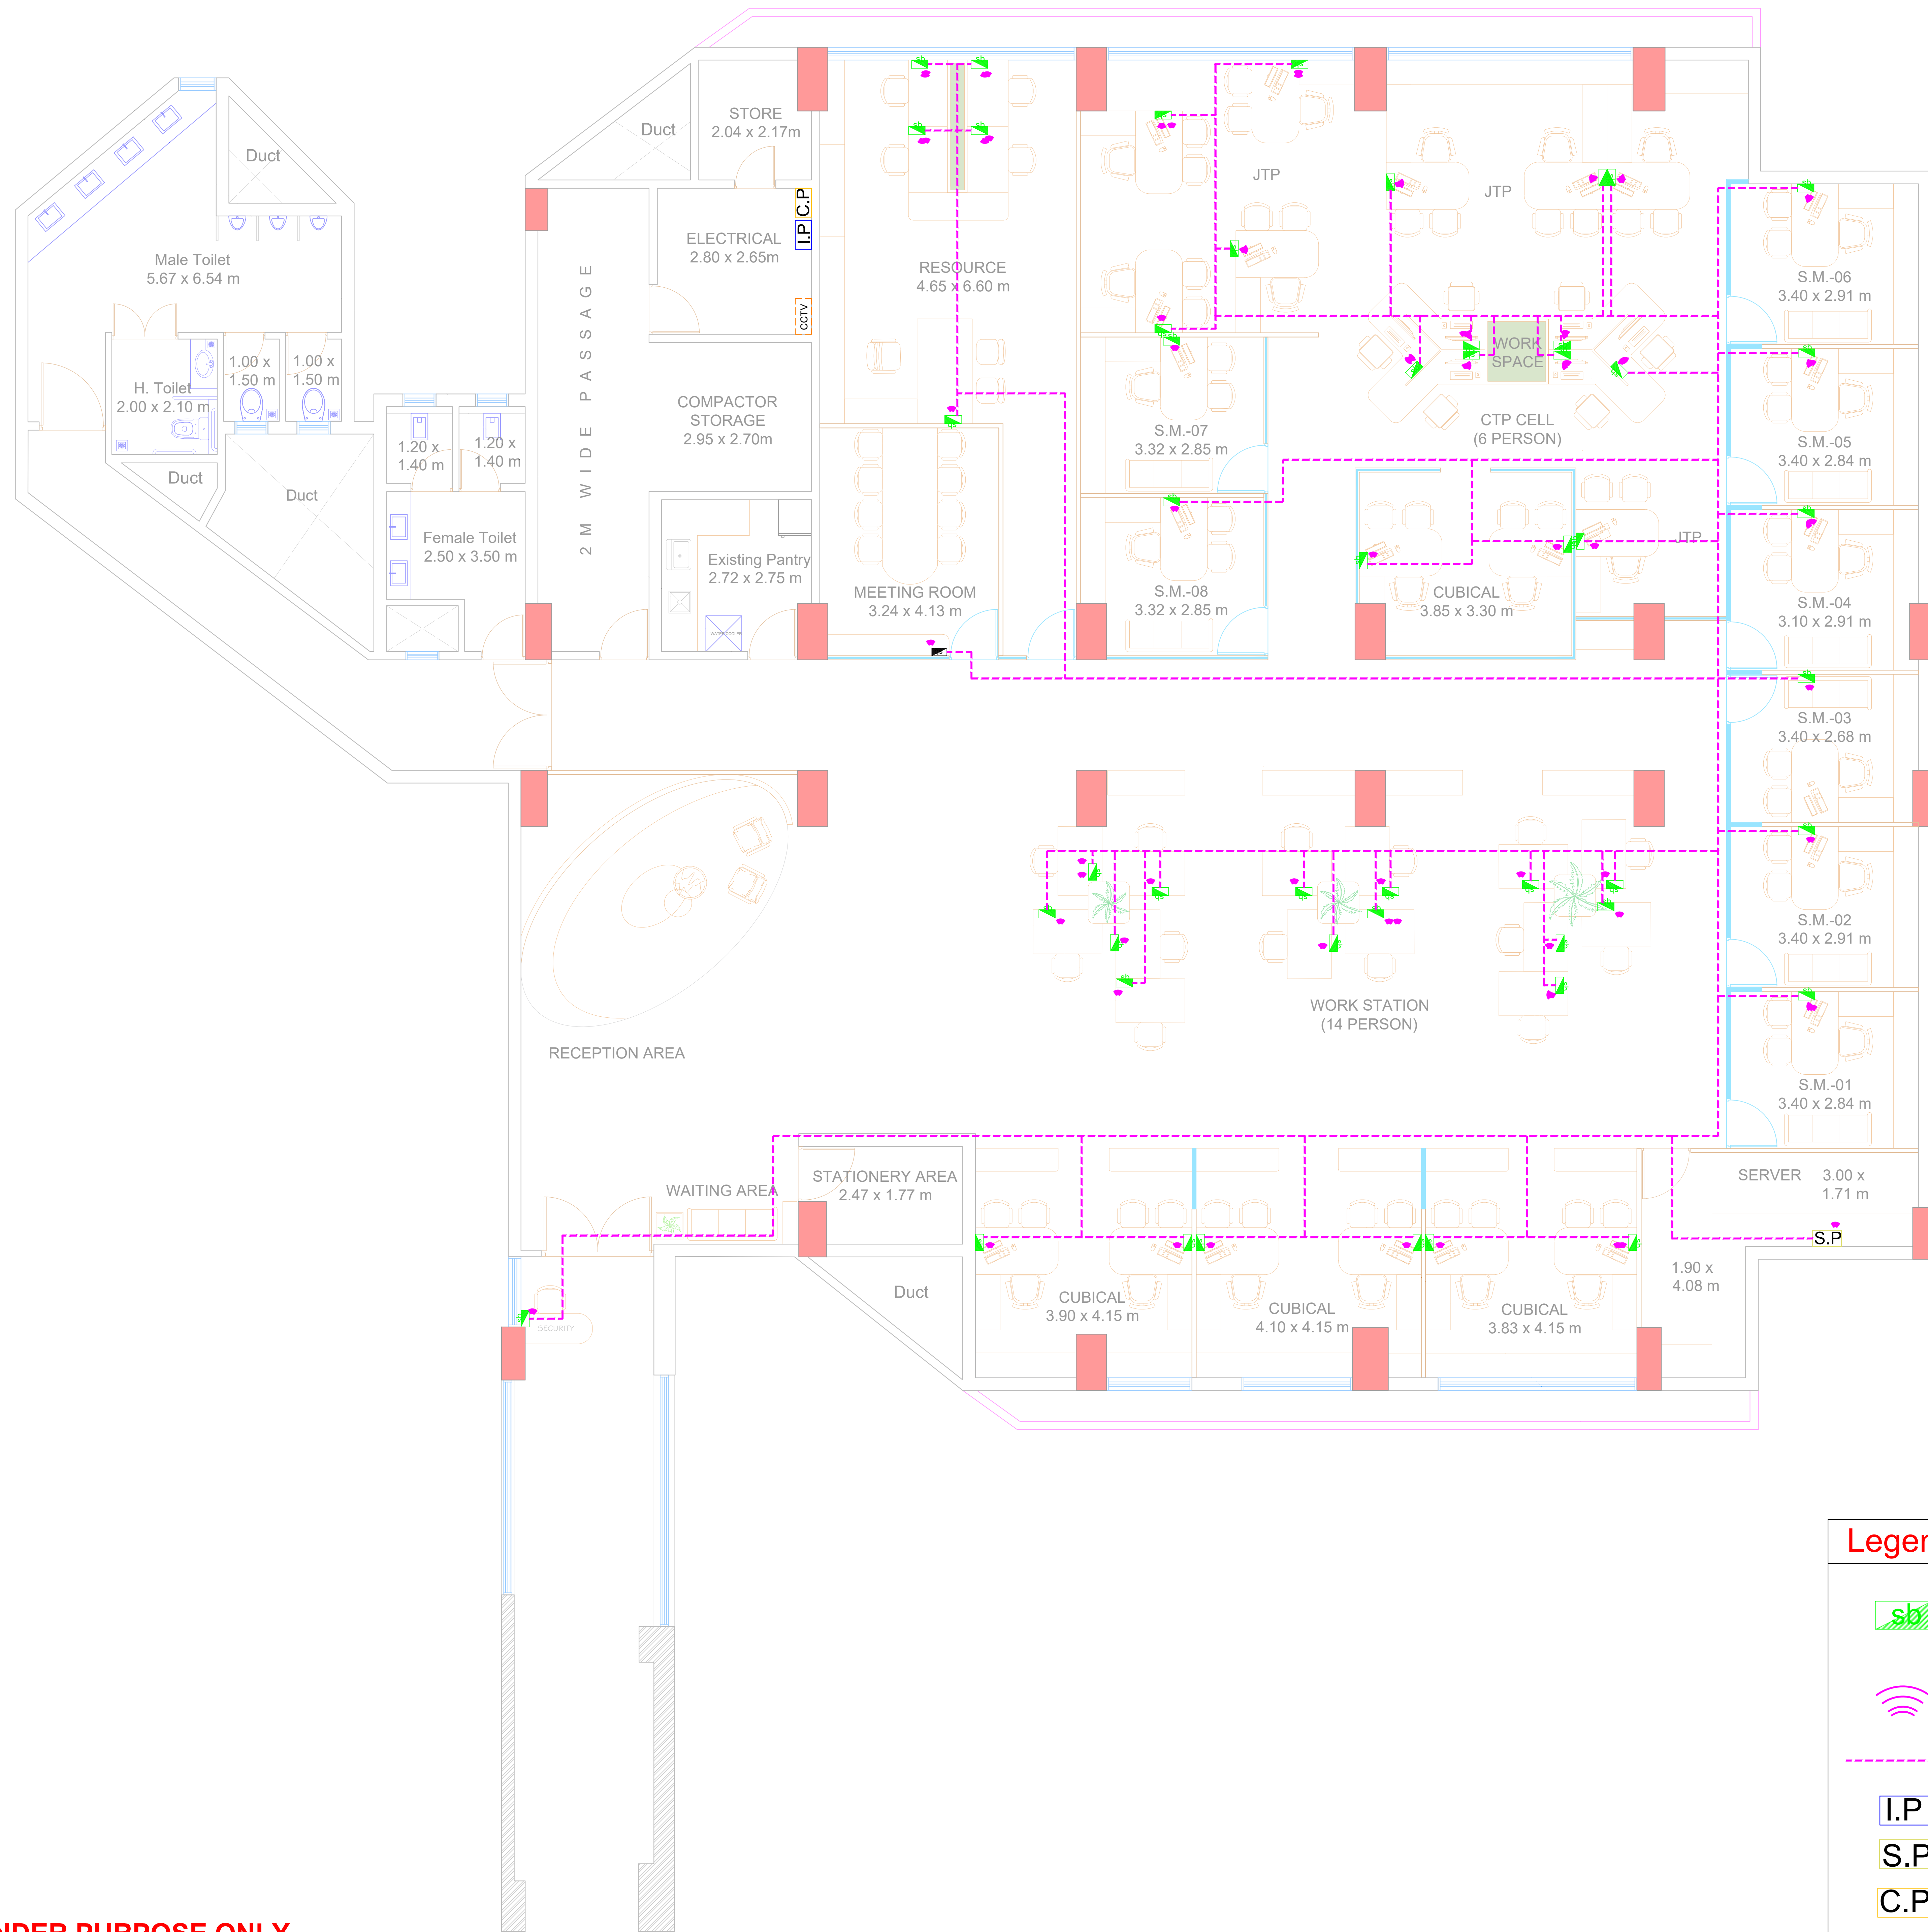 STORE
2.04 x 2.17m
Duct
Duct
C.P
I.P
CCTV
ELECTRICAL
2.80 x 2.65m
Male Toilet
5.67 x 6.54 m
RESOURCE
4.65 x 6.60 m
JTP
JTP
S.M.-06
3.40 x 2.91 m
2 M WIDE PASSAGE
H. Toilet
2.00 x 2.10 m
1.00 x
1.50 m
1.00 x
1.50 m
COMPACTOR
STORAGE
2.95 x 2.70m
WORK
SPACE
CTP CELL
(6 PERSON)
S.M.-07
3.32 x 2.85 m
S.M.-05
3.40 x 2.84 m
1.20 x
1.40 m
1.20 x
1.40 m
Duct
Duct
Female Toilet
2.50 x 3.50 m
Existing Pantry
2.72 x 2.75 m
WATER COOLER
MEETING ROOM
3.24 x 4.13 m
S.M.-08
3.32 x 2.85 m
CUBICAL
3.85 x 3.30 m
JTP
S.M.-04
3.10 x 2.91 m
S.M.-03
3.40 x 2.68 m
S.M.-02
3.40 x 2.91 m
WORK STATION
(14 PERSON)
RECEPTION AREA
S.M.-01
3.40 x 2.84 m
WAITING AREA
STATIONERY AREA
2.47 x 1.77 m
SERVER 3.00 x
1.71 m
S.P
1.90 x
4.08 m
Duct
CUBICAL
3.90 x 4.15 m
CUBICAL
4.10 x 4.15 m
CUBICAL
3.83 x 4.15 m
SECURITY
sb
I.P
S.P
C.P
PURPOSE ONLY